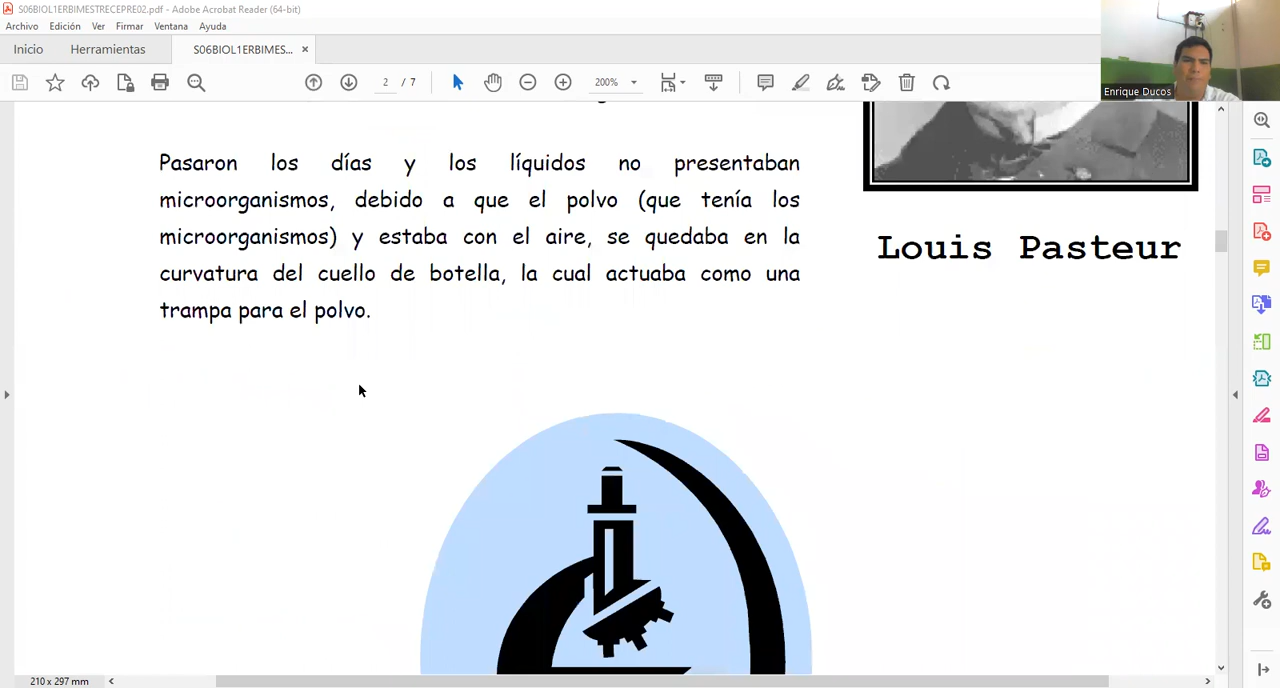 S06BIOL1ERBIMESTRECEPRE02.pdf - Adobe Acrobat Reader (64-bit)
Archivo Edición Ver Firmar Ventana Ayuda
Inicio Herramientas S06BIOL1ERBIMES... ×
2 / 7 200%
Enrique Ducos
Pasaron los días y los líquidos no presentaban
microorganismos, debido a que el polvo (que tenía los
microorganismos) y estaba con el aire, se quedaba en la
curvatura del cuello de botella, la cual actuaba como una
trampa para el polvo.
Louis Pasteur
210 x 297 mm